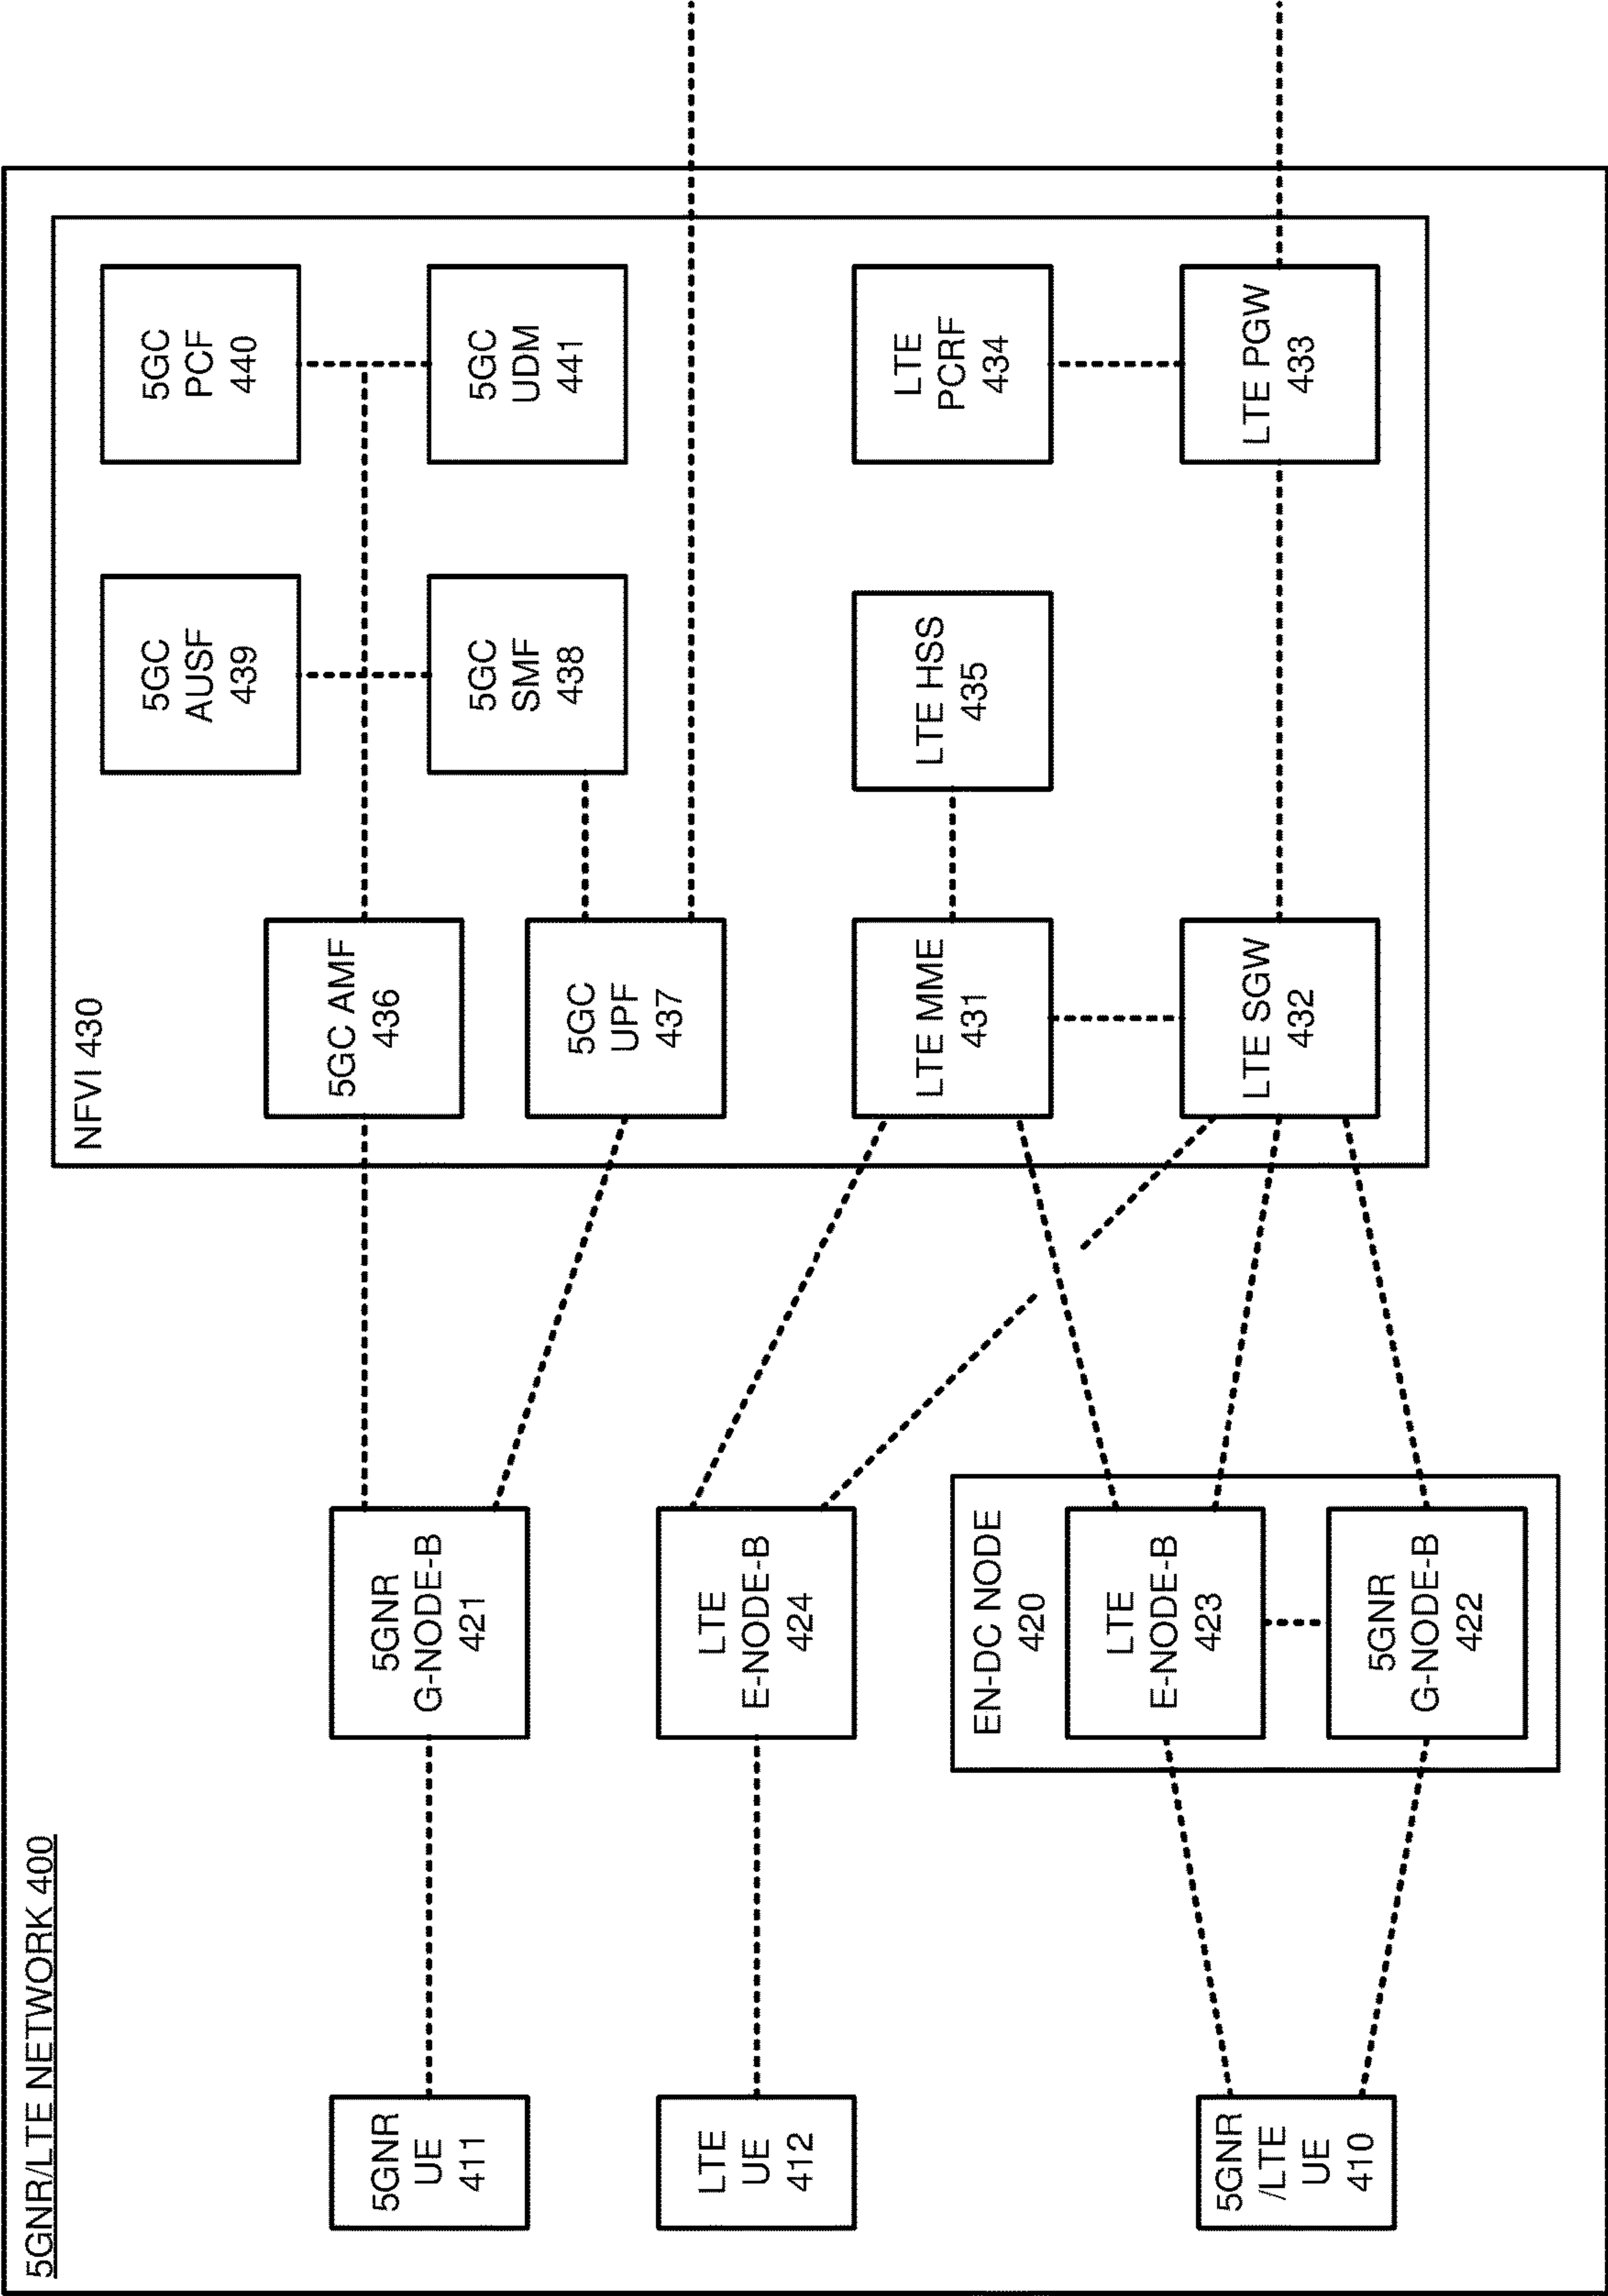 5GNR/LTE NETWORK 400
5GNR
UE
411
LTE
UE
412
5GNR
/LTE
UE
410
5GNR
G-NODE-B
421
LTE
E-NODE-B
424
EN-DC NODE
420
LTE
E-NODE-B
423
5GNR
G-NODE-B
422
NFVI 430
5GC AMF
436
5GC
UPF
437
LTE MME
431
LTE SGW
432
5GC
AUSF
439
5GC
SMF
438
LTE HSS
435
5GC
PCF
440
5GC
UDM
441
LTE
PCRF
434
LTE PGW
433